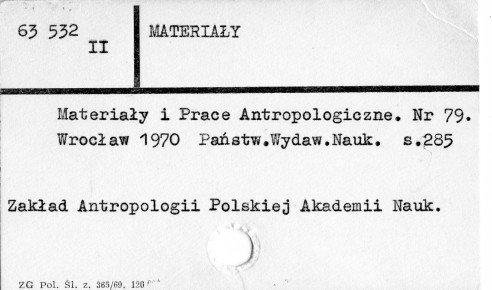 63 532
II
MATERIAŁY
Materiały i Prace Antropologiczne. Nr 79.
Wrocław 1970 Państw.Wydaw.Nauk. s.285
Zakład Antropologii Polskiej Akademii Nauk.
ZG Pol. Śl. z. 365/69. 120